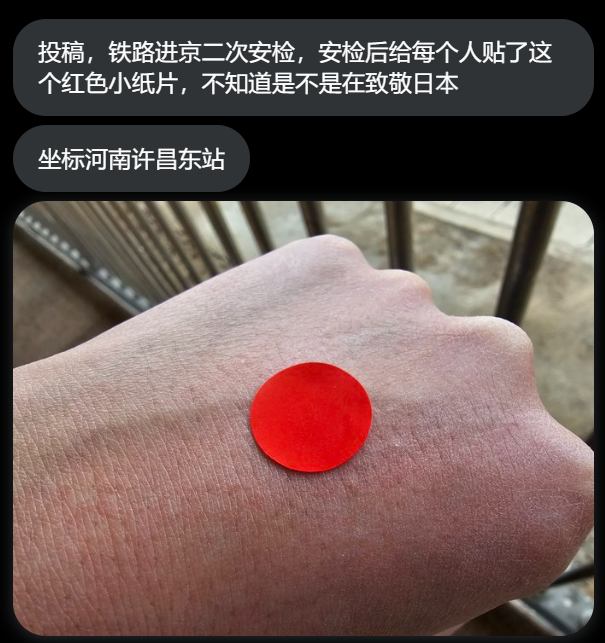 投稿，铁路进京二次安检，安检后给每个人贴了这
个红色小纸片，不知道是不是在致敬日本
坐标河南许昌东站